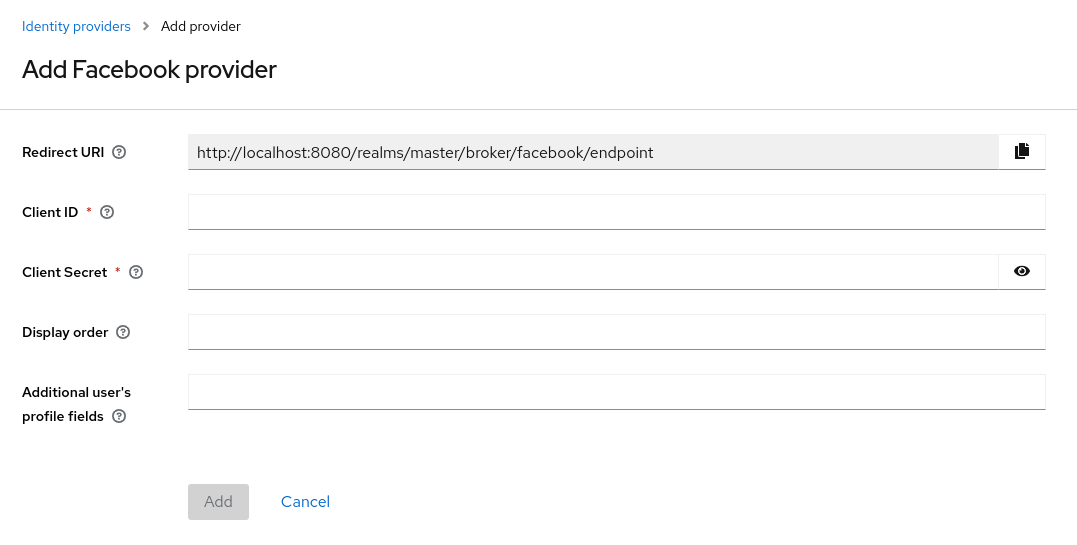 Identity providers > Add provider
Add Facebook provider
Redirect URI
http://localhost:8080/realms/master/broker/facebook/endpoint
Client ID *
Client Secret *
Display order
Additional user's
profile fields
Add Cancel